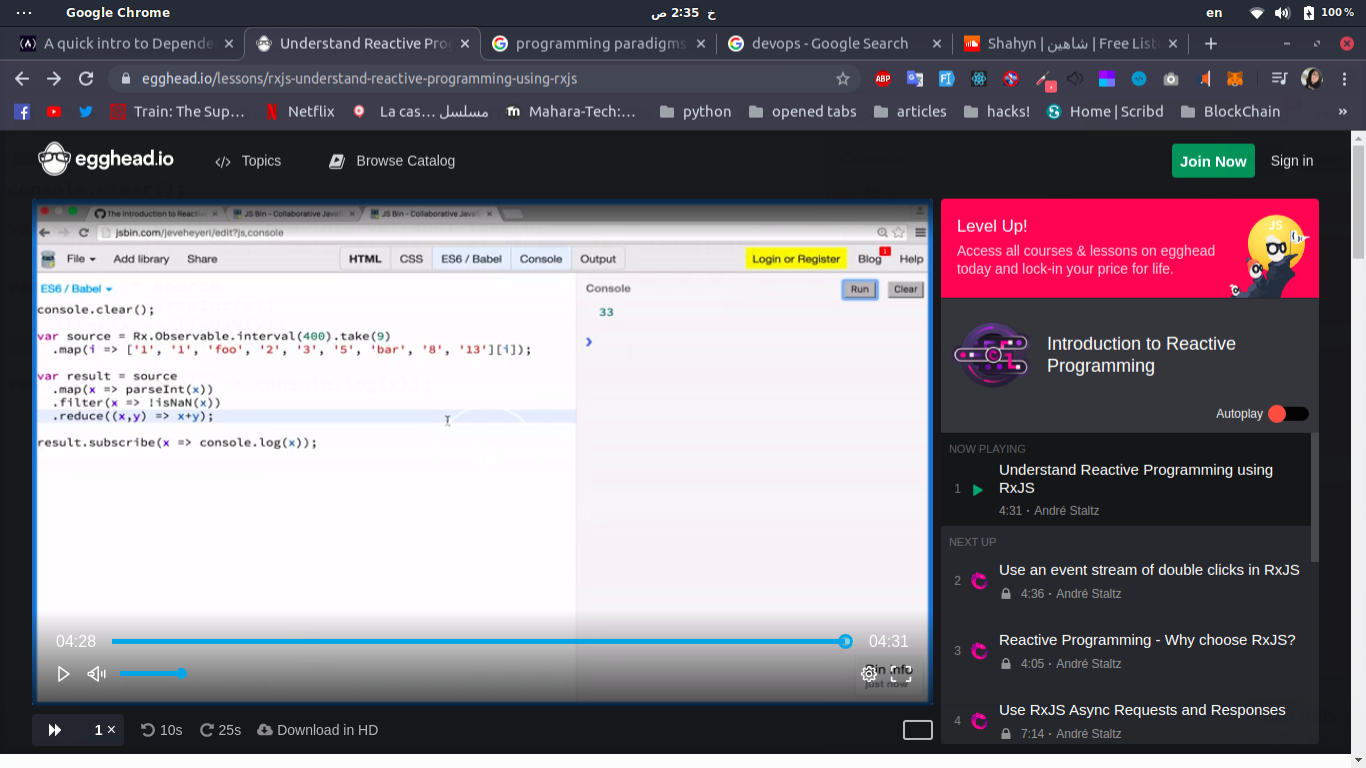 Google Chrome
خ 2:35 ص
en
100 %
A quick intro to Depende
Understand Reactive Pro
programming paradigms
devops - Google Search
Shahyn | شاهين | Free List
egghead.io/lessons/rxjs-understand-reactive-programming-using-rxjs
ABP
Train: The Sup…
Netflix
La cas… مسلسل
Mahara-Tech:…
python
opened tabs
articles
hacks!
Home | Scribd
BlockChain
»
egghead.io
Topics
Browse Catalog
Join Now
Sign in
The introduction to Reactiv
JS Bin - Collaborative JavaS
JS Bin - Collaborative JavaS
jsbin.com/jeveheyeri/edit?js,console
File
Add library
Share
HTML
CSS
ES6 / Babel
Console
Output
Login or Register
Blog
1
Help
ES6 / Babel
Console
Run
Clear
console.clear();
33
var source = Rx.Observable.interval(400).take(9)
.map(i => ['1', '1', 'foo', '2', '3', '5', 'bar', '8', '13'][i]);
var result = source
.map(x => parseInt(x))
.filter(x => !isNaN(x))
.reduce((x,y) => x+y);
result.subscribe(x => console.log(x));
04:28
04:31
Bin info
just now
1 ×
10s
25s
Download in HD
Level Up!
Access all courses & lessons on egghead
today and lock-in your price for life.
JS
Introduction to Reactive
Programming
Autoplay
NOW PLAYING
1
Understand Reactive Programming using
RxJS
4:31 · André Staltz
NEXT UP
2
Use an event stream of double clicks in RxJS
4:36 · André Staltz
3
Reactive Programming - Why choose RxJS?
4:05 · André Staltz
4
Use RxJS Async Requests and Responses
7:14 · André Staltz